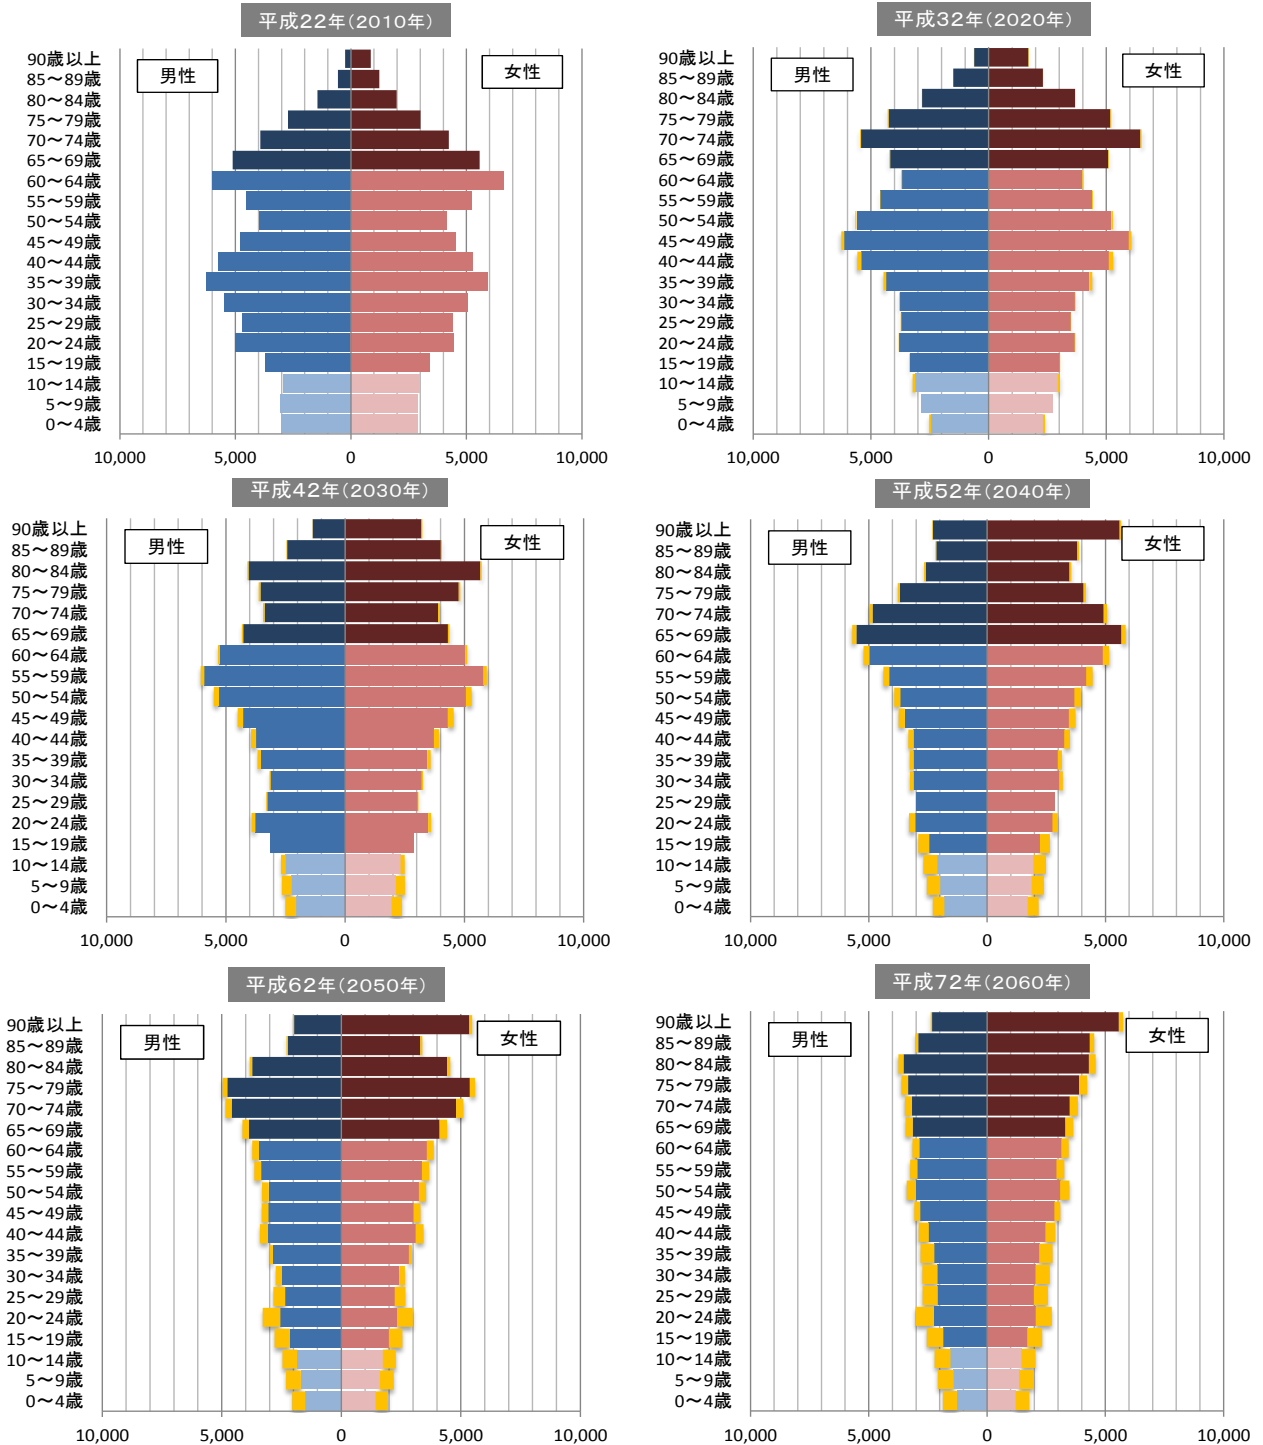 平成22年(2010年)
90歳以上
85～89歳
80～84歳
75～79歳
70～74歳
65～69歳
60～64歳
55～59歳
50～54歳
45～49歳
40～44歳
35～39歳
30～34歳
25～29歳
20～24歳
15～19歳
10～14歳
5～9歳
0～4歳
男性
女性
10,000 5,000 0 5,000 10,000
平成32年(2020年)
90歳以上
85～89歳
80～84歳
75～79歳
70～74歳
65～69歳
60～64歳
55～59歳
50～54歳
45～49歳
40～44歳
35～39歳
30～34歳
25～29歳
20～24歳
15～19歳
10～14歳
5～9歳
0～4歳
男性
女性
10,000 5,000 0 5,000 10,000
平成42年(2030年)
90歳以上
85～89歳
80～84歳
75～79歳
70～74歳
65～69歳
60～64歳
55～59歳
50～54歳
45～49歳
40～44歳
35～39歳
30～34歳
25～29歳
20～24歳
15～19歳
10～14歳
5～9歳
0～4歳
男性
女性
10,000 5,000 0 5,000 10,000
平成52年(2040年)
90歳以上
85～89歳
80～84歳
75～79歳
70～74歳
65～69歳
60～64歳
55～59歳
50～54歳
45～49歳
40～44歳
35～39歳
30～34歳
25～29歳
20～24歳
15～19歳
10～14歳
5～9歳
0～4歳
男性
女性
10,000 5,000 0 5,000 10,000
平成62年(2050年)
90歳以上
85～89歳
80～84歳
75～79歳
70～74歳
65～69歳
60～64歳
55～59歳
50～54歳
45～49歳
40～44歳
35～39歳
30～34歳
25～29歳
20～24歳
15～19歳
10～14歳
5～9歳
0～4歳
男性
女性
10,000 5,000 0 5,000 10,000
平成72年(2060年)
90歳以上
85～89歳
80～84歳
75～79歳
70～74歳
65～69歳
60～64歳
55～59歳
50～54歳
45～49歳
40～44歳
35～39歳
30～34歳
25～29歳
20～24歳
15～19歳
10～14歳
5～9歳
0～4歳
男性
女性
10,000 5,000 0 5,000 10,000